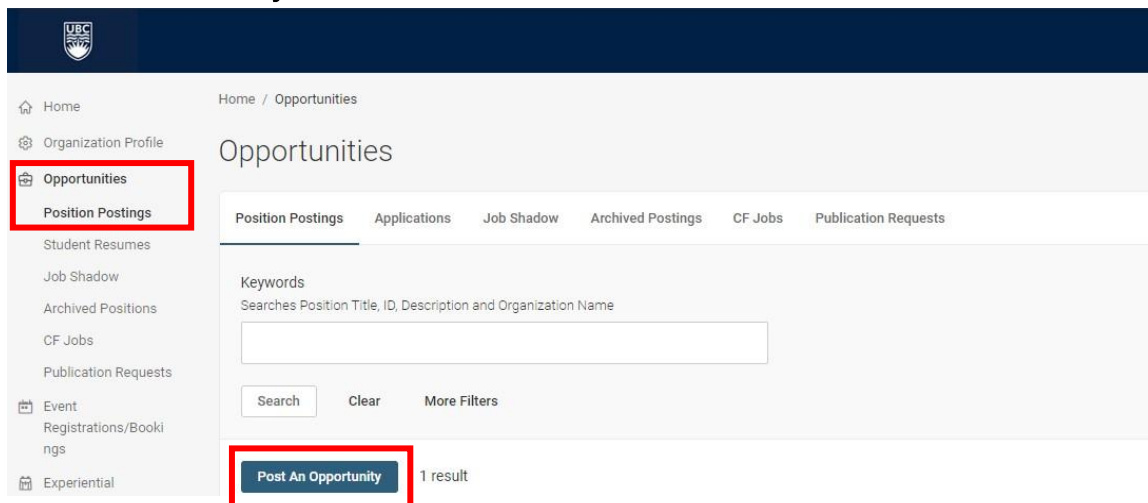 UBC
Home
Organization Profile
Opportunities
Position Postings
Student Resumes
Job Shadow
Archived Positions
CF Jobs
Publication Requests
Event
Registrations/Booki
ngs
Experiential
Home / Opportunities
Opportunities
Position Postings Applications Job Shadow Archived Postings CF Jobs Publication Requests
Keywords
Searches Position Title, ID, Description and Organization Name
Search Clear More Filters
Post An Opportunity 1 result